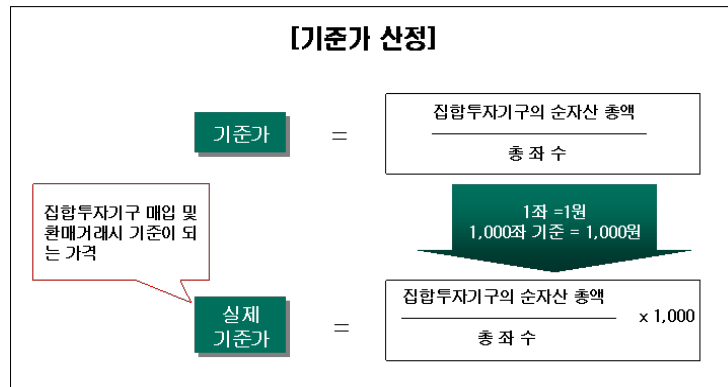 [기준가 산정]
기준가
=
집합투자기구의 순자산 총액
총 좌 수
집합투자기구 매입 및
환매거래시 기준이 되
는 가격
1좌 =1원
1,000좌 기준 = 1,000원
실제
기준가
=
집합투자기구의 순자산 총액
총 좌 수
x 1,000